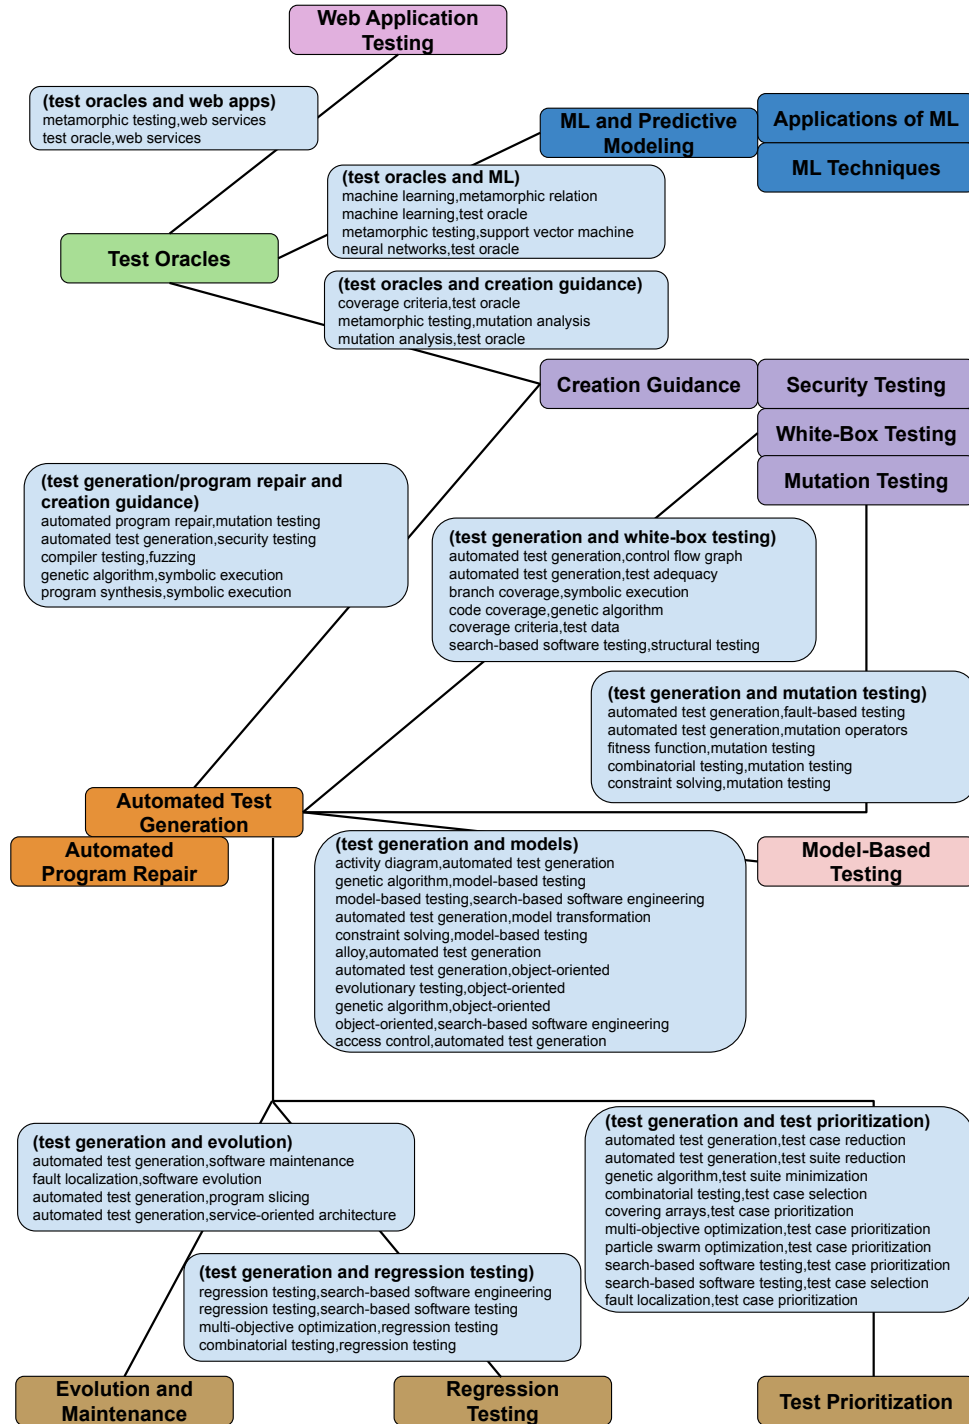 Web Application
Testing
(test oracles and web apps)
metamorphic testing,web services
test oracle,web services
ML and Predictive
Modeling
Applications of ML
ML Techniques
(test oracles and ML)
machine learning,metamorphic relation
machine learning,test oracle
metamorphic testing,support vector machine
neural networks,test oracle
Test Oracles
(test oracles and creation guidance)
coverage criteria,test oracle
metamorphic testing,mutation analysis
mutation analysis,test oracle
Creation Guidance
Security Testing
White-Box Testing
Mutation Testing
(test generation/program repair and
creation guidance)
automated program repair,mutation testing
automated test generation,security testing
compiler testing,fuzzing
genetic algorithm,symbolic execution
program synthesis,symbolic execution
(test generation and white-box testing)
automated test generation,control flow graph
automated test generation,test adequacy
branch coverage,symbolic execution
code coverage,genetic algorithm
coverage criteria,test data
search-based software testing,structural testing
(test generation and mutation testing)
automated test generation,fault-based testing
automated test generation,mutation operators
fitness function,mutation testing
combinatorial testing,mutation testing
constraint solving,mutation testing
Automated Test
Generation
Automated
Program Repair
(test generation and models)
activity diagram,automated test generation
genetic algorithm,model-based testing
model-based testing,search-based software engineering
automated test generation,model transformation
constraint solving,model-based testing
alloy,automated test generation
automated test generation,object-oriented
evolutionary testing,object-oriented
genetic algorithm,object-oriented
object-oriented,search-based software engineering
access control,automated test generation
Model-Based
Testing
(test generation and evolution)
automated test generation,software maintenance
fault localization,software evolution
automated test generation,program slicing
automated test generation,service-oriented architecture
(test generation and test prioritization)
automated test generation,test case reduction
automated test generation,test suite reduction
genetic algorithm,test suite minimization
combinatorial testing,test case selection
covering arrays,test case prioritization
multi-objective optimization,test case prioritization
particle swarm optimization,test case prioritization
search-based software testing,test case prioritization
search-based software testing,test case selection
fault localization,test case prioritization
(test generation and regression testing)
regression testing,search-based software engineering
regression testing,search-based software testing
multi-objective optimization,regression testing
combinatorial testing,regression testing
Evolution and
Maintenance
Regression
Testing
Test Prioritization